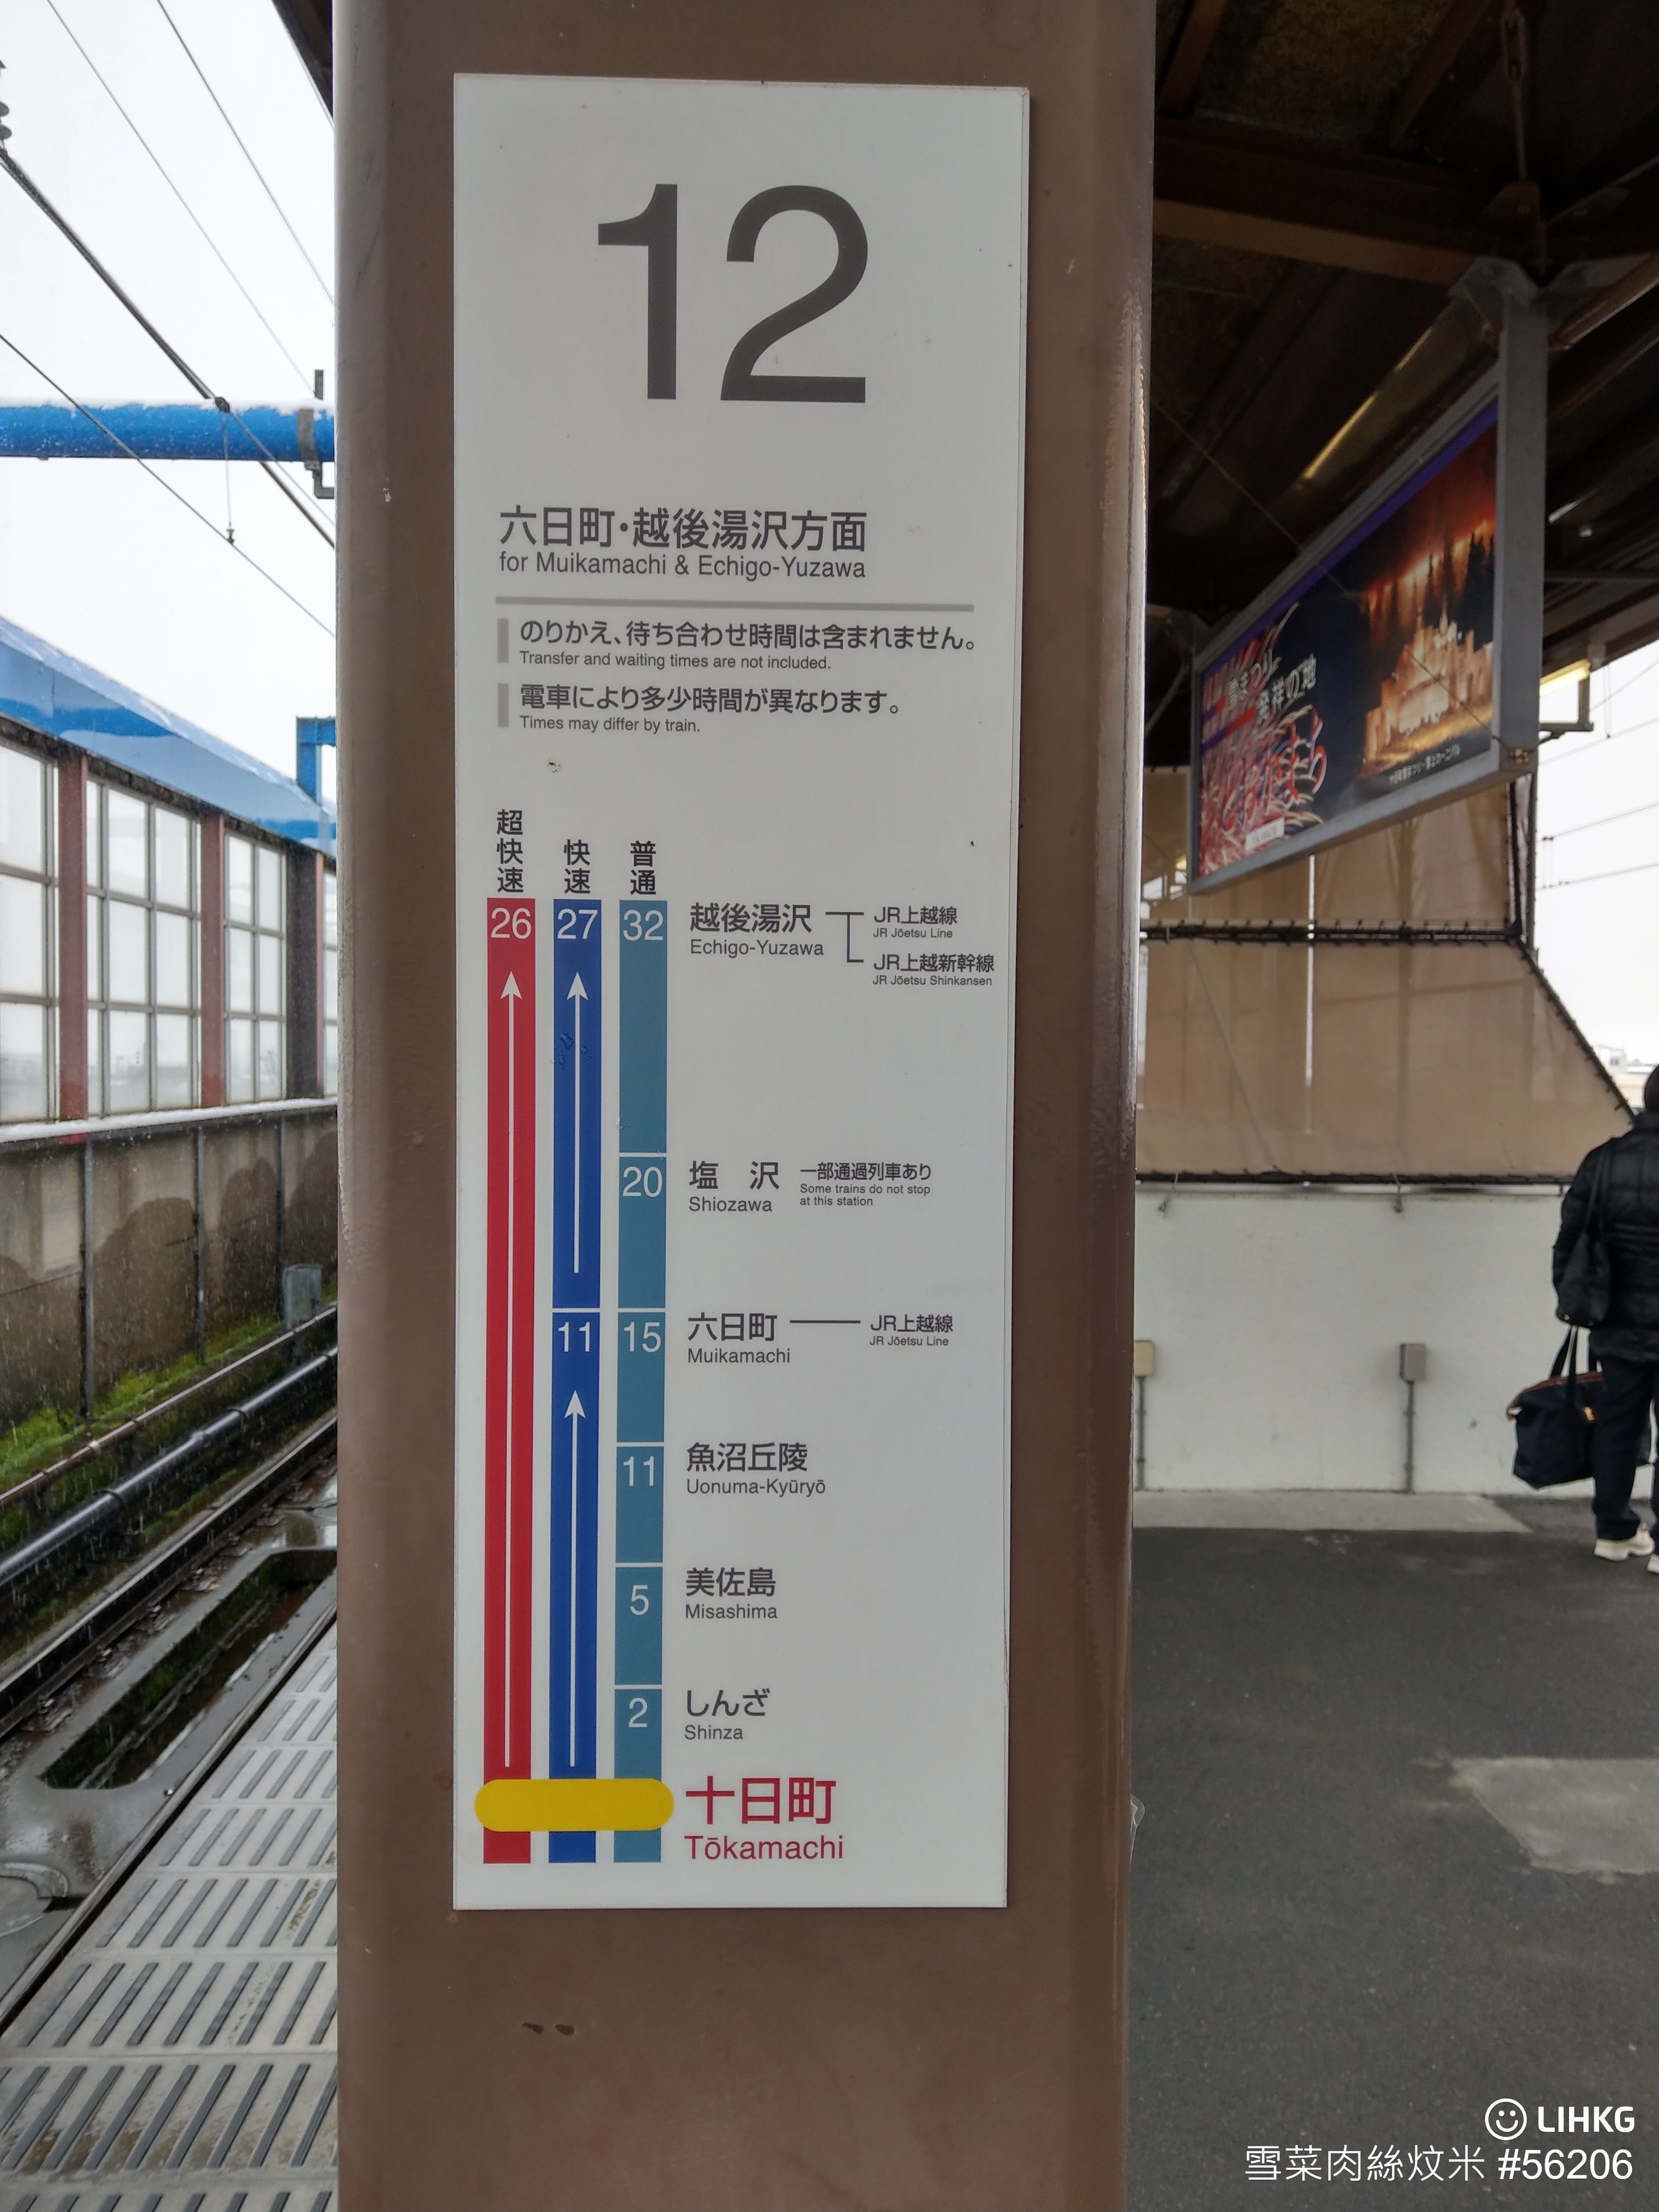 12
六日町・越後湯沢方面
for Muikamachi & Echigo-Yuzawa
のりかえ、待ち合わせ時間は含まれません。
Transfer and waiting times are not included.
電車により多少時間が異なります。
Times may differ by train.
超快速 快速 普通
26 27 32 越後湯沢 JR上越線
Echigo-Yuzawa JR Jōetsu Line
JR上越新幹線
JR Jōetsu Shinkansen
20 塩 沢 一部通過列車あり
Shiozawa Some trains do not stop
at this station
11 15 六日町 JR上越線
Muikamachi JR Jōetsu Line
11 魚沼丘陵
Uonuma-Kyūryō
5 美佐島
Misashima
2 しんざ
Shinza
十日町
Tōkamachi
雪まつり
発祥の地
LIHKG
雪菜肉絲炆米 #56206